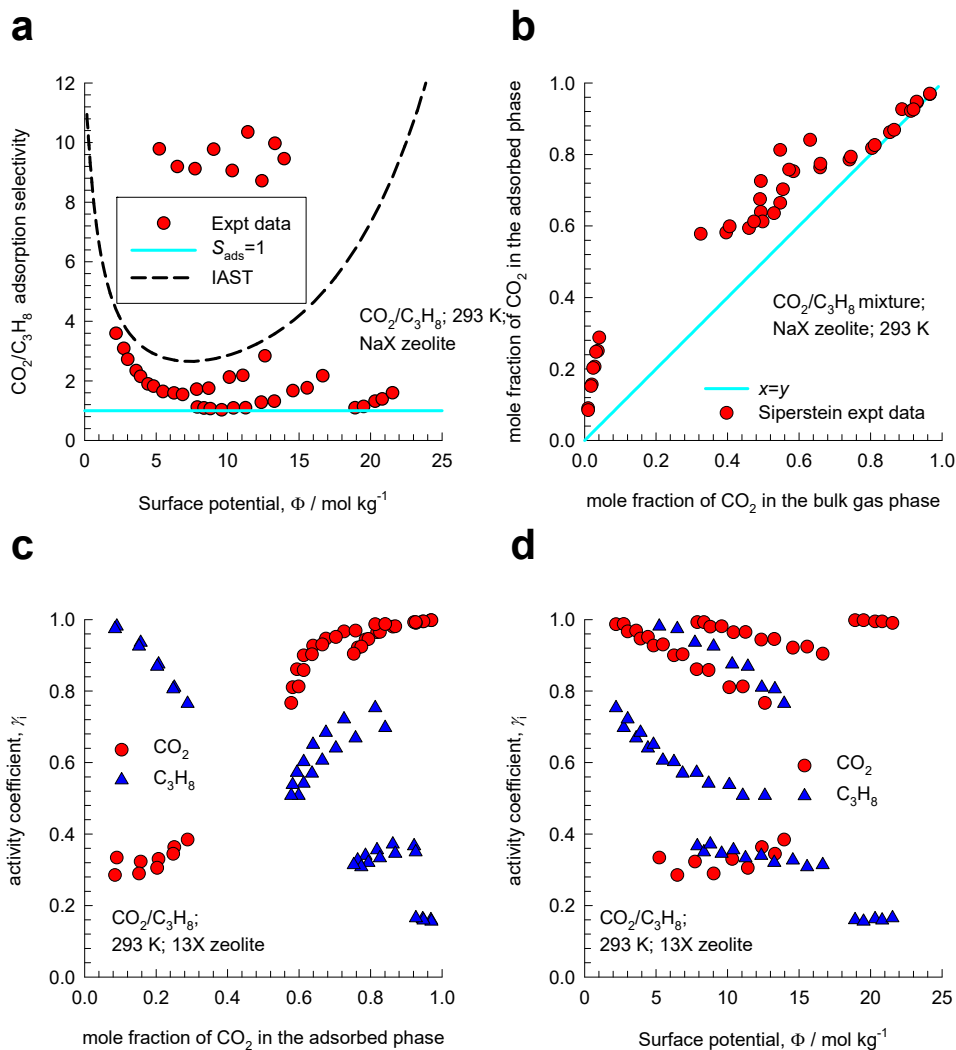 a
12
10
8
6
4
2
0
0
5
10
15
20
25
CO2/C3H8 adsorption selectivity
Surface potential, Φ / mol kg-1
Expt data
Sads=1
IAST
CO2/C3H8; 293 K;
NaX zeolite
b
1.0
0.8
0.6
0.4
0.2
0.0
0.0
0.2
0.4
0.6
0.8
1.0
mole fraction of CO2 in the adsorbed phase
mole fraction of CO2 in the bulk gas phase
CO2/C3H8 mixture;
NaX zeolite; 293 K
x=y
Siperstein expt data
c
1.0
0.8
0.6
0.4
0.2
0.0
0.0
0.2
0.4
0.6
0.8
1.0
activity coefficient, γi
mole fraction of CO2 in the adsorbed phase
CO2
C3H8
CO2/C3H8;
293 K; 13X zeolite
d
1.0
0.8
0.6
0.4
0.2
0.0
0
5
10
15
20
25
activity coefficient, γi
Surface potential, Φ / mol kg-1
CO2
C3H8
CO2/C3H8;
293 K; 13X zeolite